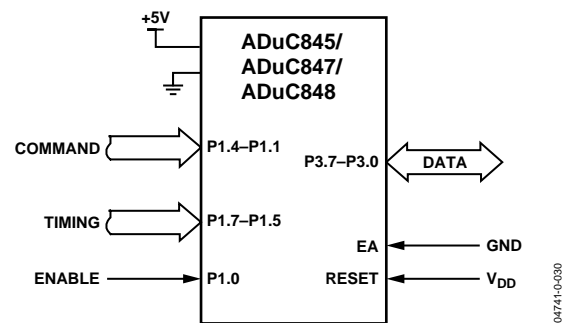 +5V
ADuC845/
ADuC847/
ADuC848
COMMAND
P1.4–P1.1
P3.7–P3.0
DATA
TIMING
P1.7–P1.5
EA
GND
ENABLE
P1.0
RESET
VDD
04741-0-030